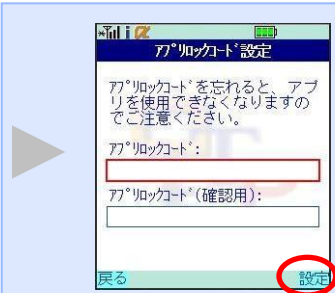 i α
ｱﾌﾟﾘﾛｯｸｺｰﾄﾞ設定
ｱﾌﾟﾘﾛｯｸｺｰﾄﾞを忘れると、アプ
リを使用できなくなりますの
でご注意ください。
ｱﾌﾟﾘﾛｯｸｺｰﾄﾞ:
ｱﾌﾟﾘﾛｯｸｺｰﾄﾞ(確認用):
戻る 設定